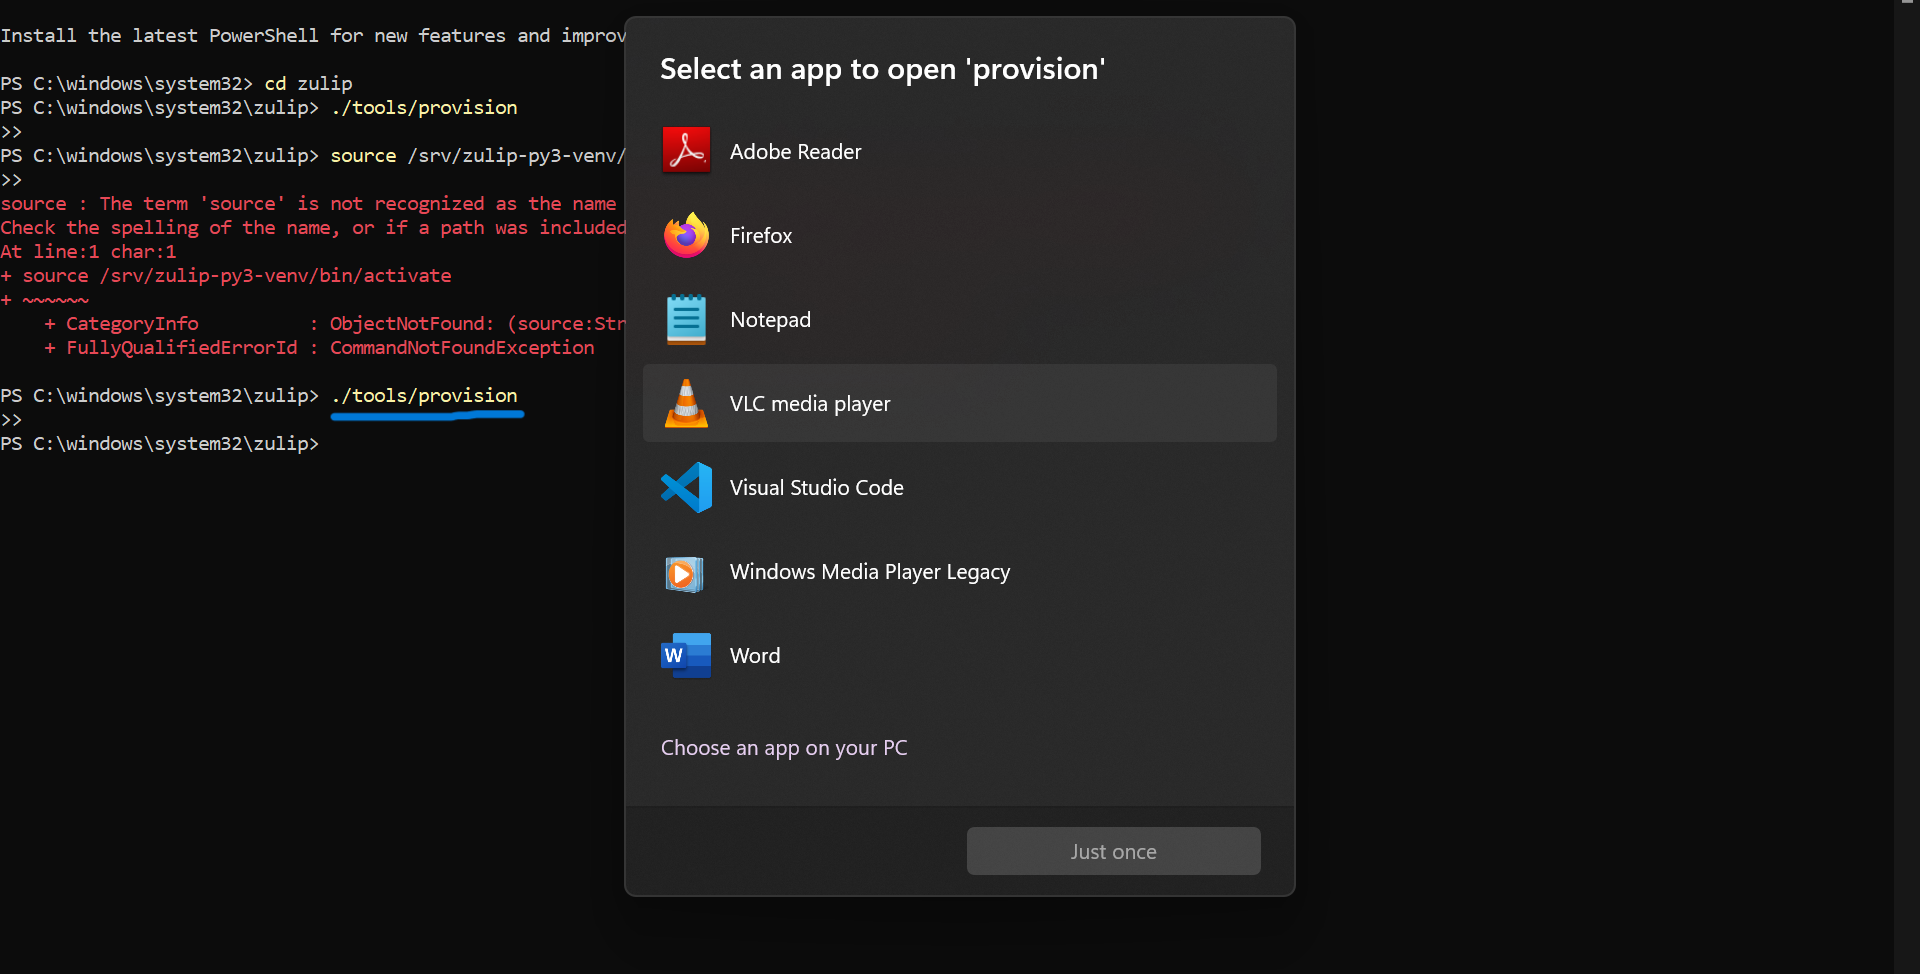 Install the latest PowerShell for new features and improv
PS C:\windows\system32> cd zulip
PS C:\windows\system32\zulip> ./tools/provision
>>
PS C:\windows\system32\zulip> source /srv/zulip-py3-venv/
>>
source : The term 'source' is not recognized as the name
Check the spelling of the name, or if a path was included
At line:1 char:1
+ source /srv/zulip-py3-venv/bin/activate
+ ~~~~~~
    + CategoryInfo          : ObjectNotFound: (source:Str
    + FullyQualifiedErrorId : CommandNotFoundException
PS C:\windows\system32\zulip> ./tools/provision
>>
PS C:\windows\system32\zulip>
Select an app to open 'provision'
Adobe Reader
Firefox
Notepad
VLC media player
Visual Studio Code
Windows Media Player Legacy
W Word
Choose an app on your PC
Just once